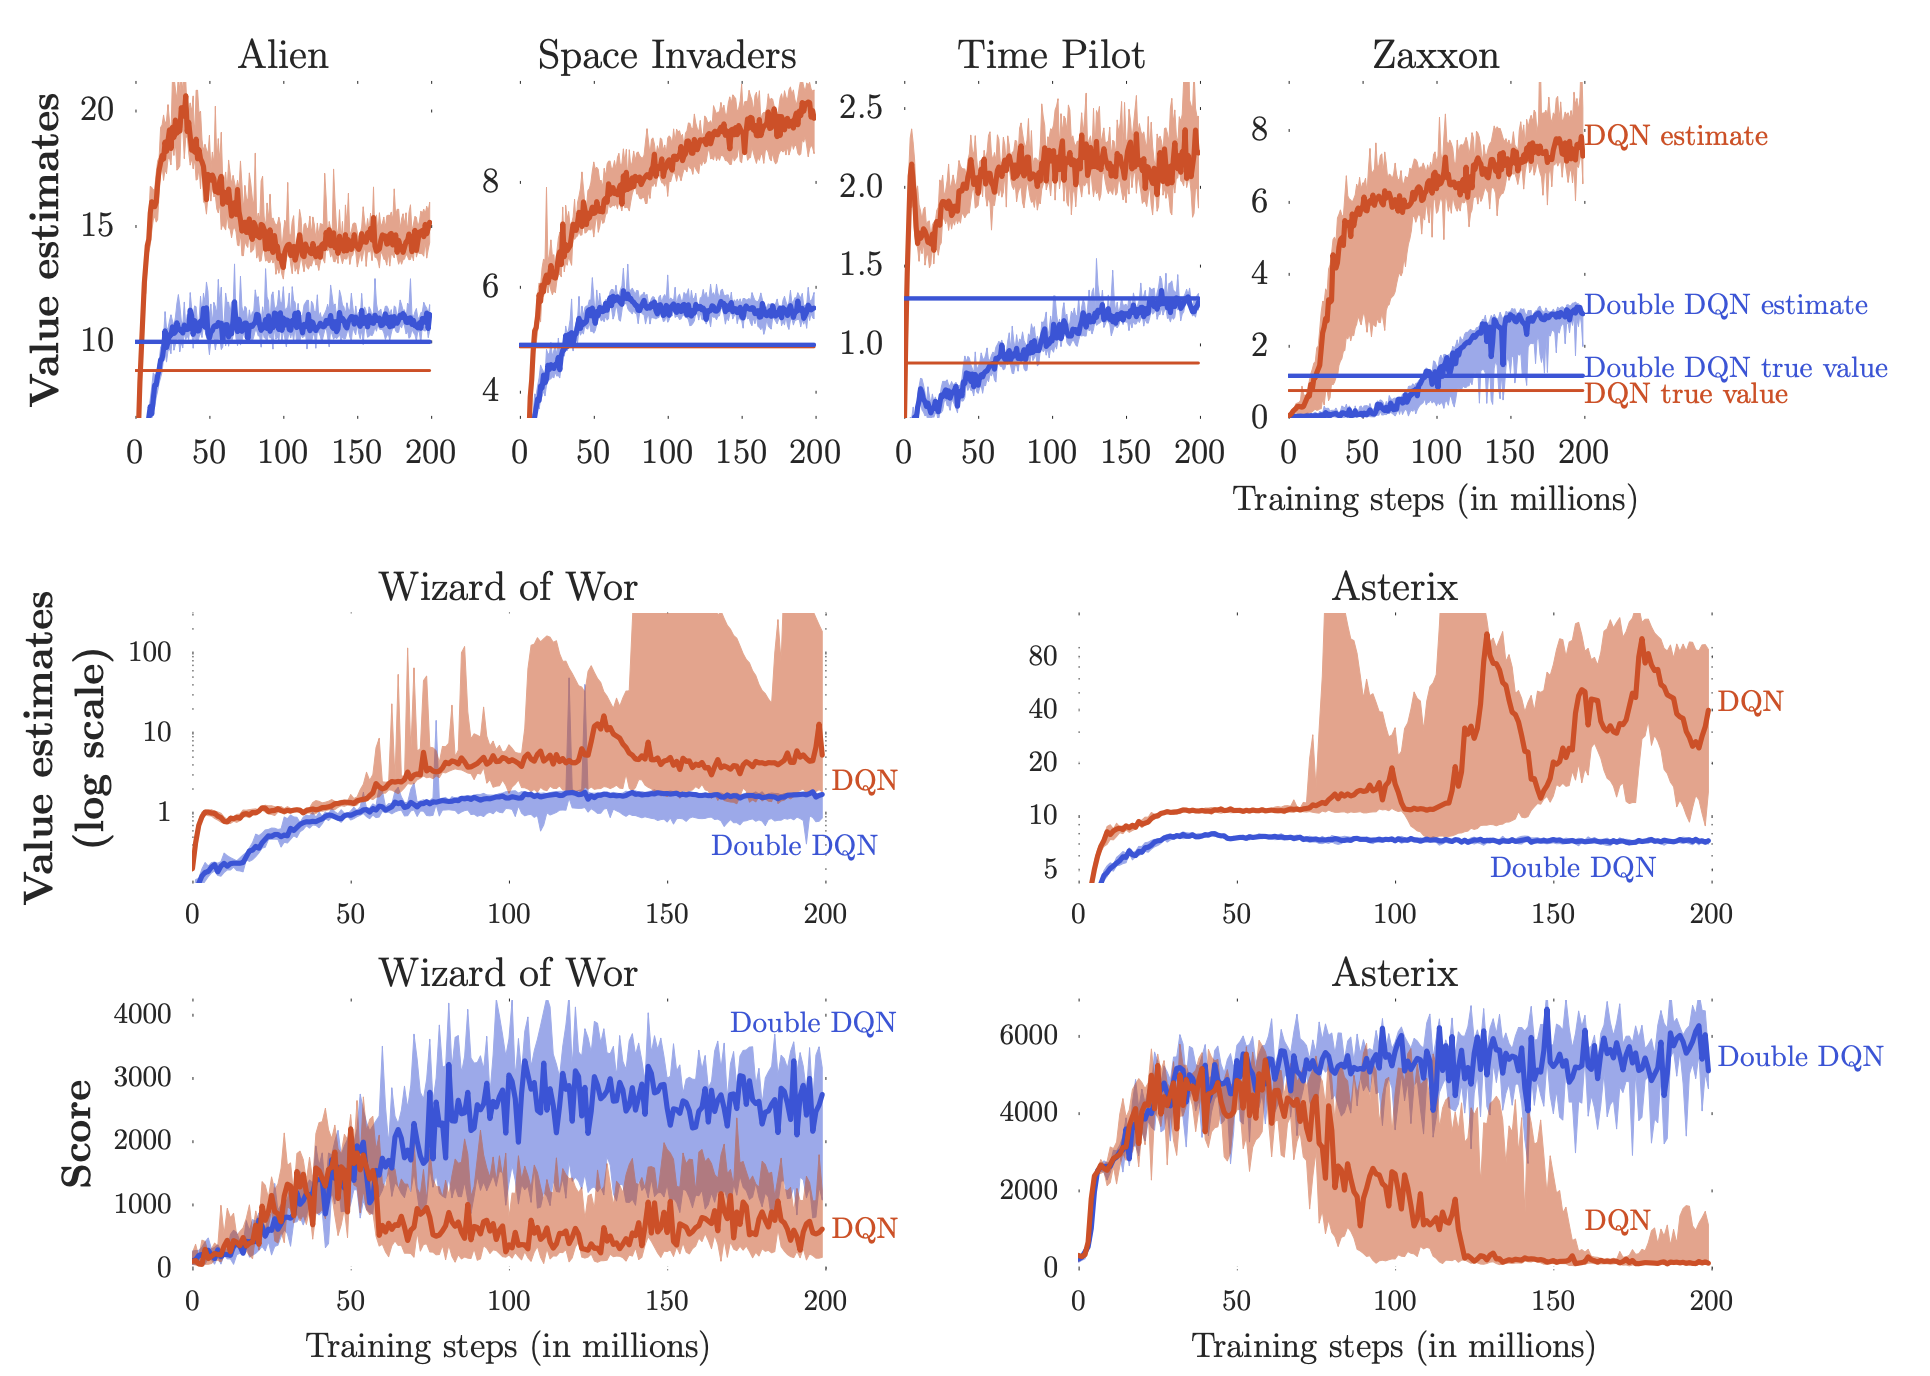 Alien
Space Invaders
Time Pilot
Zaxxon
Value estimates
20
15
10
0 50 100 150 200
8
6
4
0 50 100 150 200
2.5
2.0
1.5
1.0
0 50 100 150 200
8
6
4
2
0
0 50 100 150 200
DQN estimate
Double DQN estimate
Double DQN true value
DQN true value
Training steps (in millions)
Wizard of Wor
Value estimates
(log scale)
100
10
1
DQN
Double DQN
0 50 100 150 200
Asterix
80
40
20
10
5
DQN
Double DQN
0 50 100 150 200
Wizard of Wor
Score
4000
3000
2000
1000
0
Double DQN
DQN
0 50 100 150 200
Training steps (in millions)
Asterix
6000
4000
2000
0
Double DQN
DQN
0 50 100 150 200
Training steps (in millions)